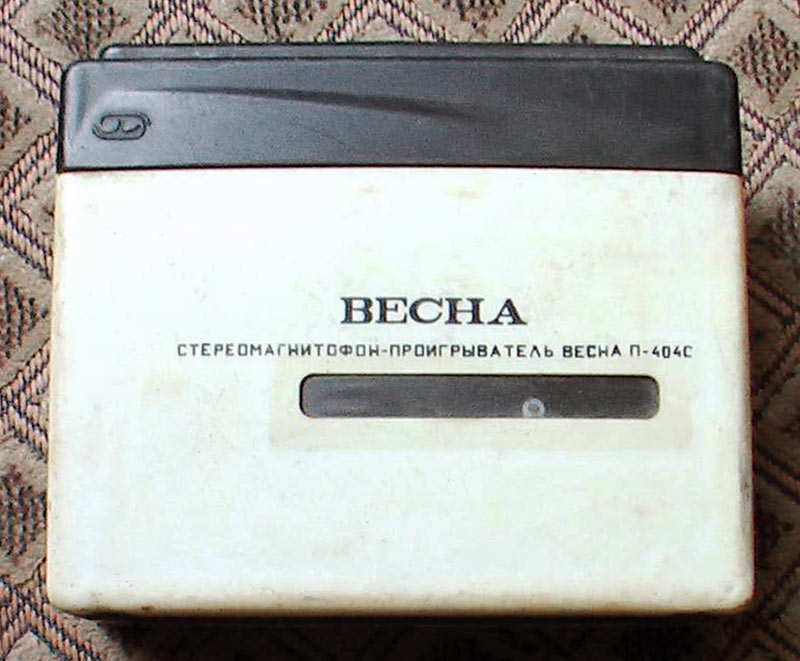 ВЕСНА
СТЕРЕОМАГНИТОФОН-ПРОИГРЫВАТЕЛЬ ВЕСНА П-404С